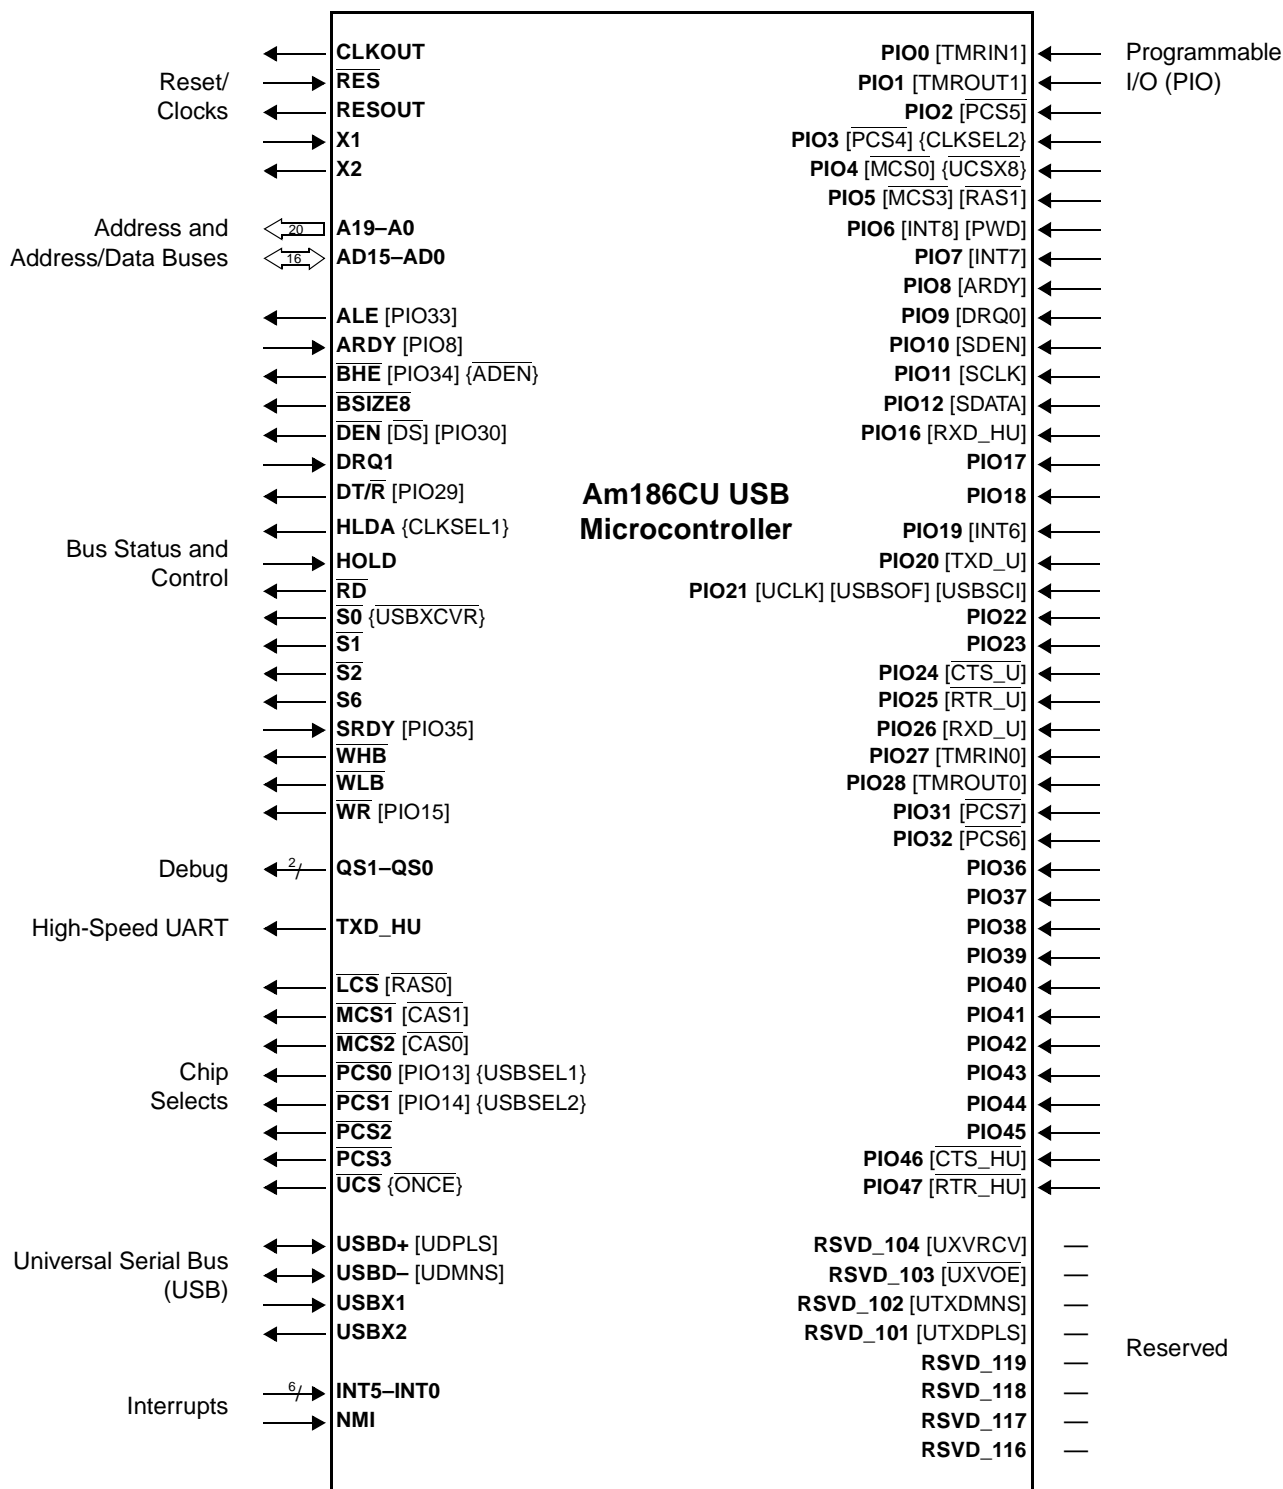 CLKOUT
Reset/ RES
Clocks RESOUT
X1
X2
Address and 20 A19–A0
Address/Data Buses 16 AD15–AD0
ALE [PIO33]
ARDY [PIO8]
BHE [PIO34] {ADEN}
BSIZE8
DEN [DS] [PIO30]
DRQ1
DT/R [PIO29]
HLDA {CLKSEL1}
Bus Status and
Control
HOLD
RD
S0 {USBXCVR}
S1
S2
S6
SRDY [PIO35]
WHB
WLB
WR [PIO15]
Debug 2 / QS1–QS0
High-Speed UART TXD_HU
LCS [RAS0]
MCS1 [CAS1]
MCS2 [CAS0]
Chip PCS0 [PIO13] {USBSEL1}
Selects PCS1 [PIO14] {USBSEL2}
PCS2
PCS3
UCS {ONCE}
Universal Serial Bus
(USB)
USBD+ [UDPLS]
USBD– [UDMNS]
USBX1
USBX2
Interrupts
6 / INT5–INT0
NMI
Am186CU USB
Microcontroller
PIO0 [TMRIN1] Programmable
PIO1 [TMROUT1] I/O (PIO)
PIO2 [PCS5]
PIO3 [PCS4] {CLKSEL2}
PIO4 [MCS0] {UCSX8}
PIO5 [MCS3] [RAS1]
PIO6 [INT8] [PWD]
PIO7 [INT7]
PIO8 [ARDY]
PIO9 [DRQ0]
PIO10 [SDEN]
PIO11 [SCLK]
PIO12 [SDATA]
PIO16 [RXD_HU]
PIO17
PIO18
PIO19 [INT6]
PIO20 [TXD_U]
PIO21 [UCLK] [USBSOF] [USBSCI]
PIO22
PIO23
PIO24 [CTS_U]
PIO25 [RTR_U]
PIO26 [RXD_U]
PIO27 [TMRIN0]
PIO28 [TMROUT0]
PIO31 [PCS7]
PIO32 [PCS6]
PIO36
PIO37
PIO38
PIO39
PIO40
PIO41
PIO42
PIO43
PIO44
PIO45
PIO46 [CTS_HU]
PIO47 [RTR_HU]
RSVD_104 [UXVRCV] —
RSVD_103 [UXVOE] —
RSVD_102 [UTXDMNS] —
RSVD_101 [UTXDPLS] —
Reserved
RSVD_119 —
RSVD_118 —
RSVD_117 —
RSVD_116 —